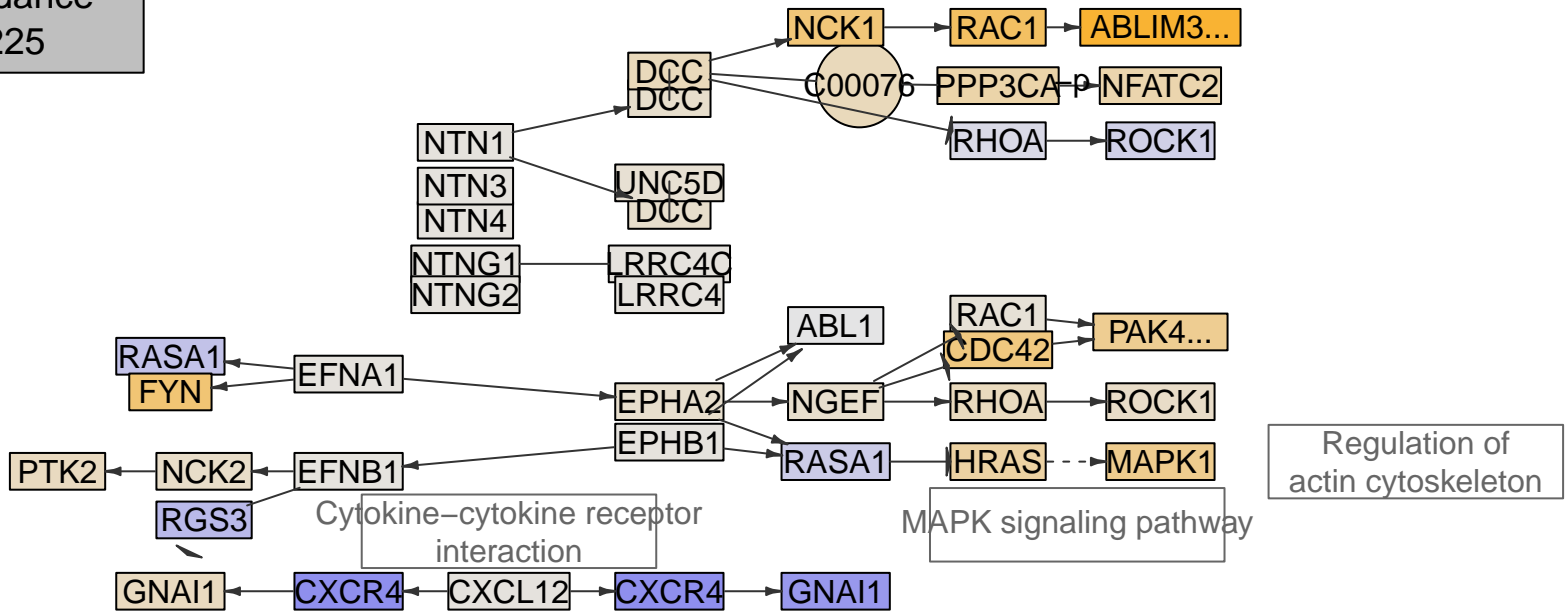 225
NCK1
RAC1
ABLIM3...
DCC
DCC
C00076
PPP3CA
-p
NFATC2
NTN1
RHOA
ROCK1
NTN3
UNC5D
NTN4
DCC
NTNG1
LRRC4C
NTNG2
LRRC4
RASA1
EFNA1
ABL1
RAC1
PAK4...
FYN
CDC42
EPHA2
NGEF
RHOA
ROCK1
EPHB1
PTK2
NCK2
EFNB1
RASA1
HRAS
MAPK1
Regulation of
actin cytoskeleton
RGS3
Cytokine–cytokine receptor
interaction
MAPK signaling pathway
GNAI1
CXCR4
CXCL12
CXCR4
GNAI1